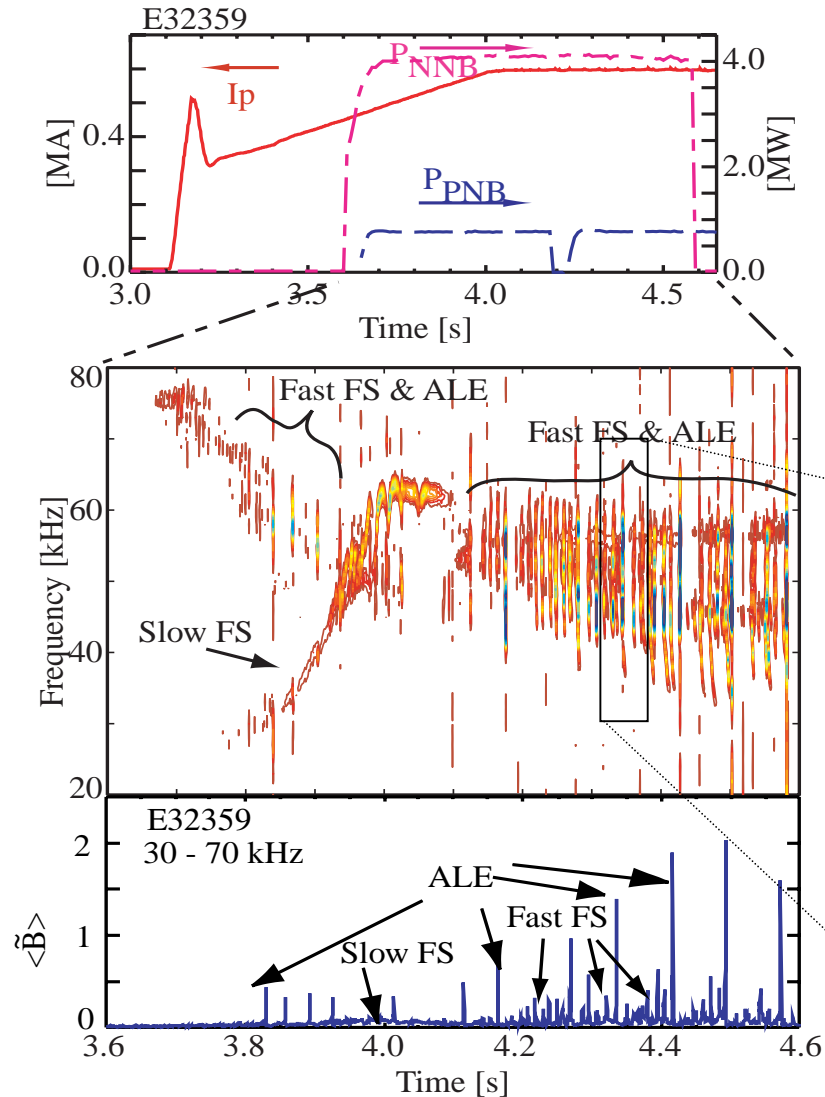 E32359
P NNB
Ip
P PNB
[MA]
0.4
0.0
4.0
2.0
0.0
[MW]
3.0
3.5
4.0
4.5
Time [s]
80
60
40
20
Frequency [kHz]
Fast FS & ALE
Fast FS & ALE
Slow FS
E32359
30 - 70 kHz
ALE
Fast FS
Slow FS
<B̃>
2
1
0
3.6
3.8
4.0
4.2
4.4
4.6
Time [s]